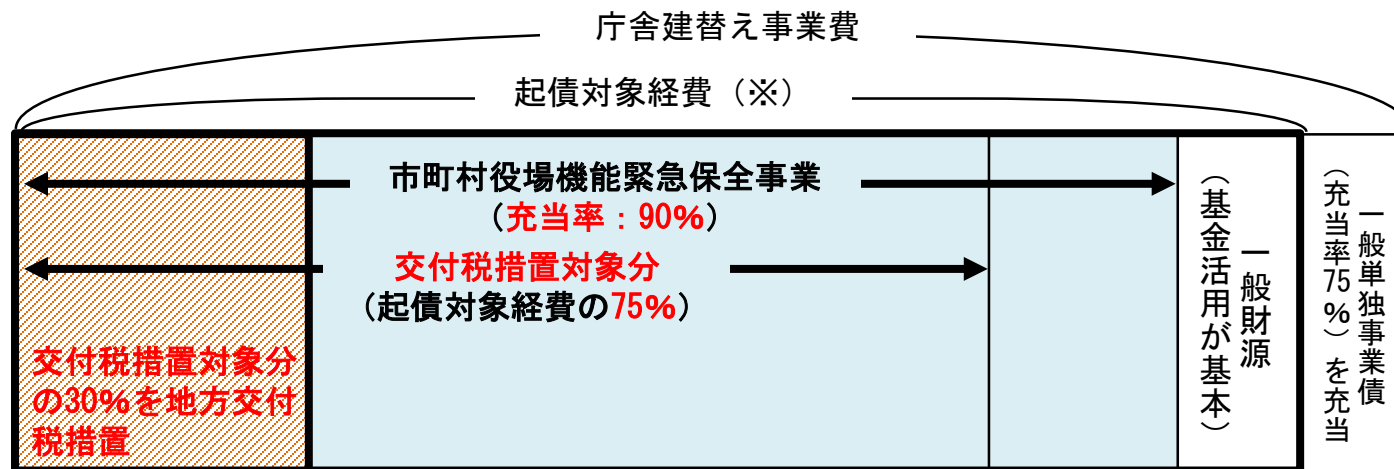 庁舎建替え事業費
起債対象経費（※）
市町村役場機能緊急保全事業
（充当率：90%）
交付税措置対象分
（起債対象経費の75%）
交付税措置対象分
の30%を地方交付
税措置
一般財源
（基金活用が基本）
一般単独事業債
（充当率75%）を充当